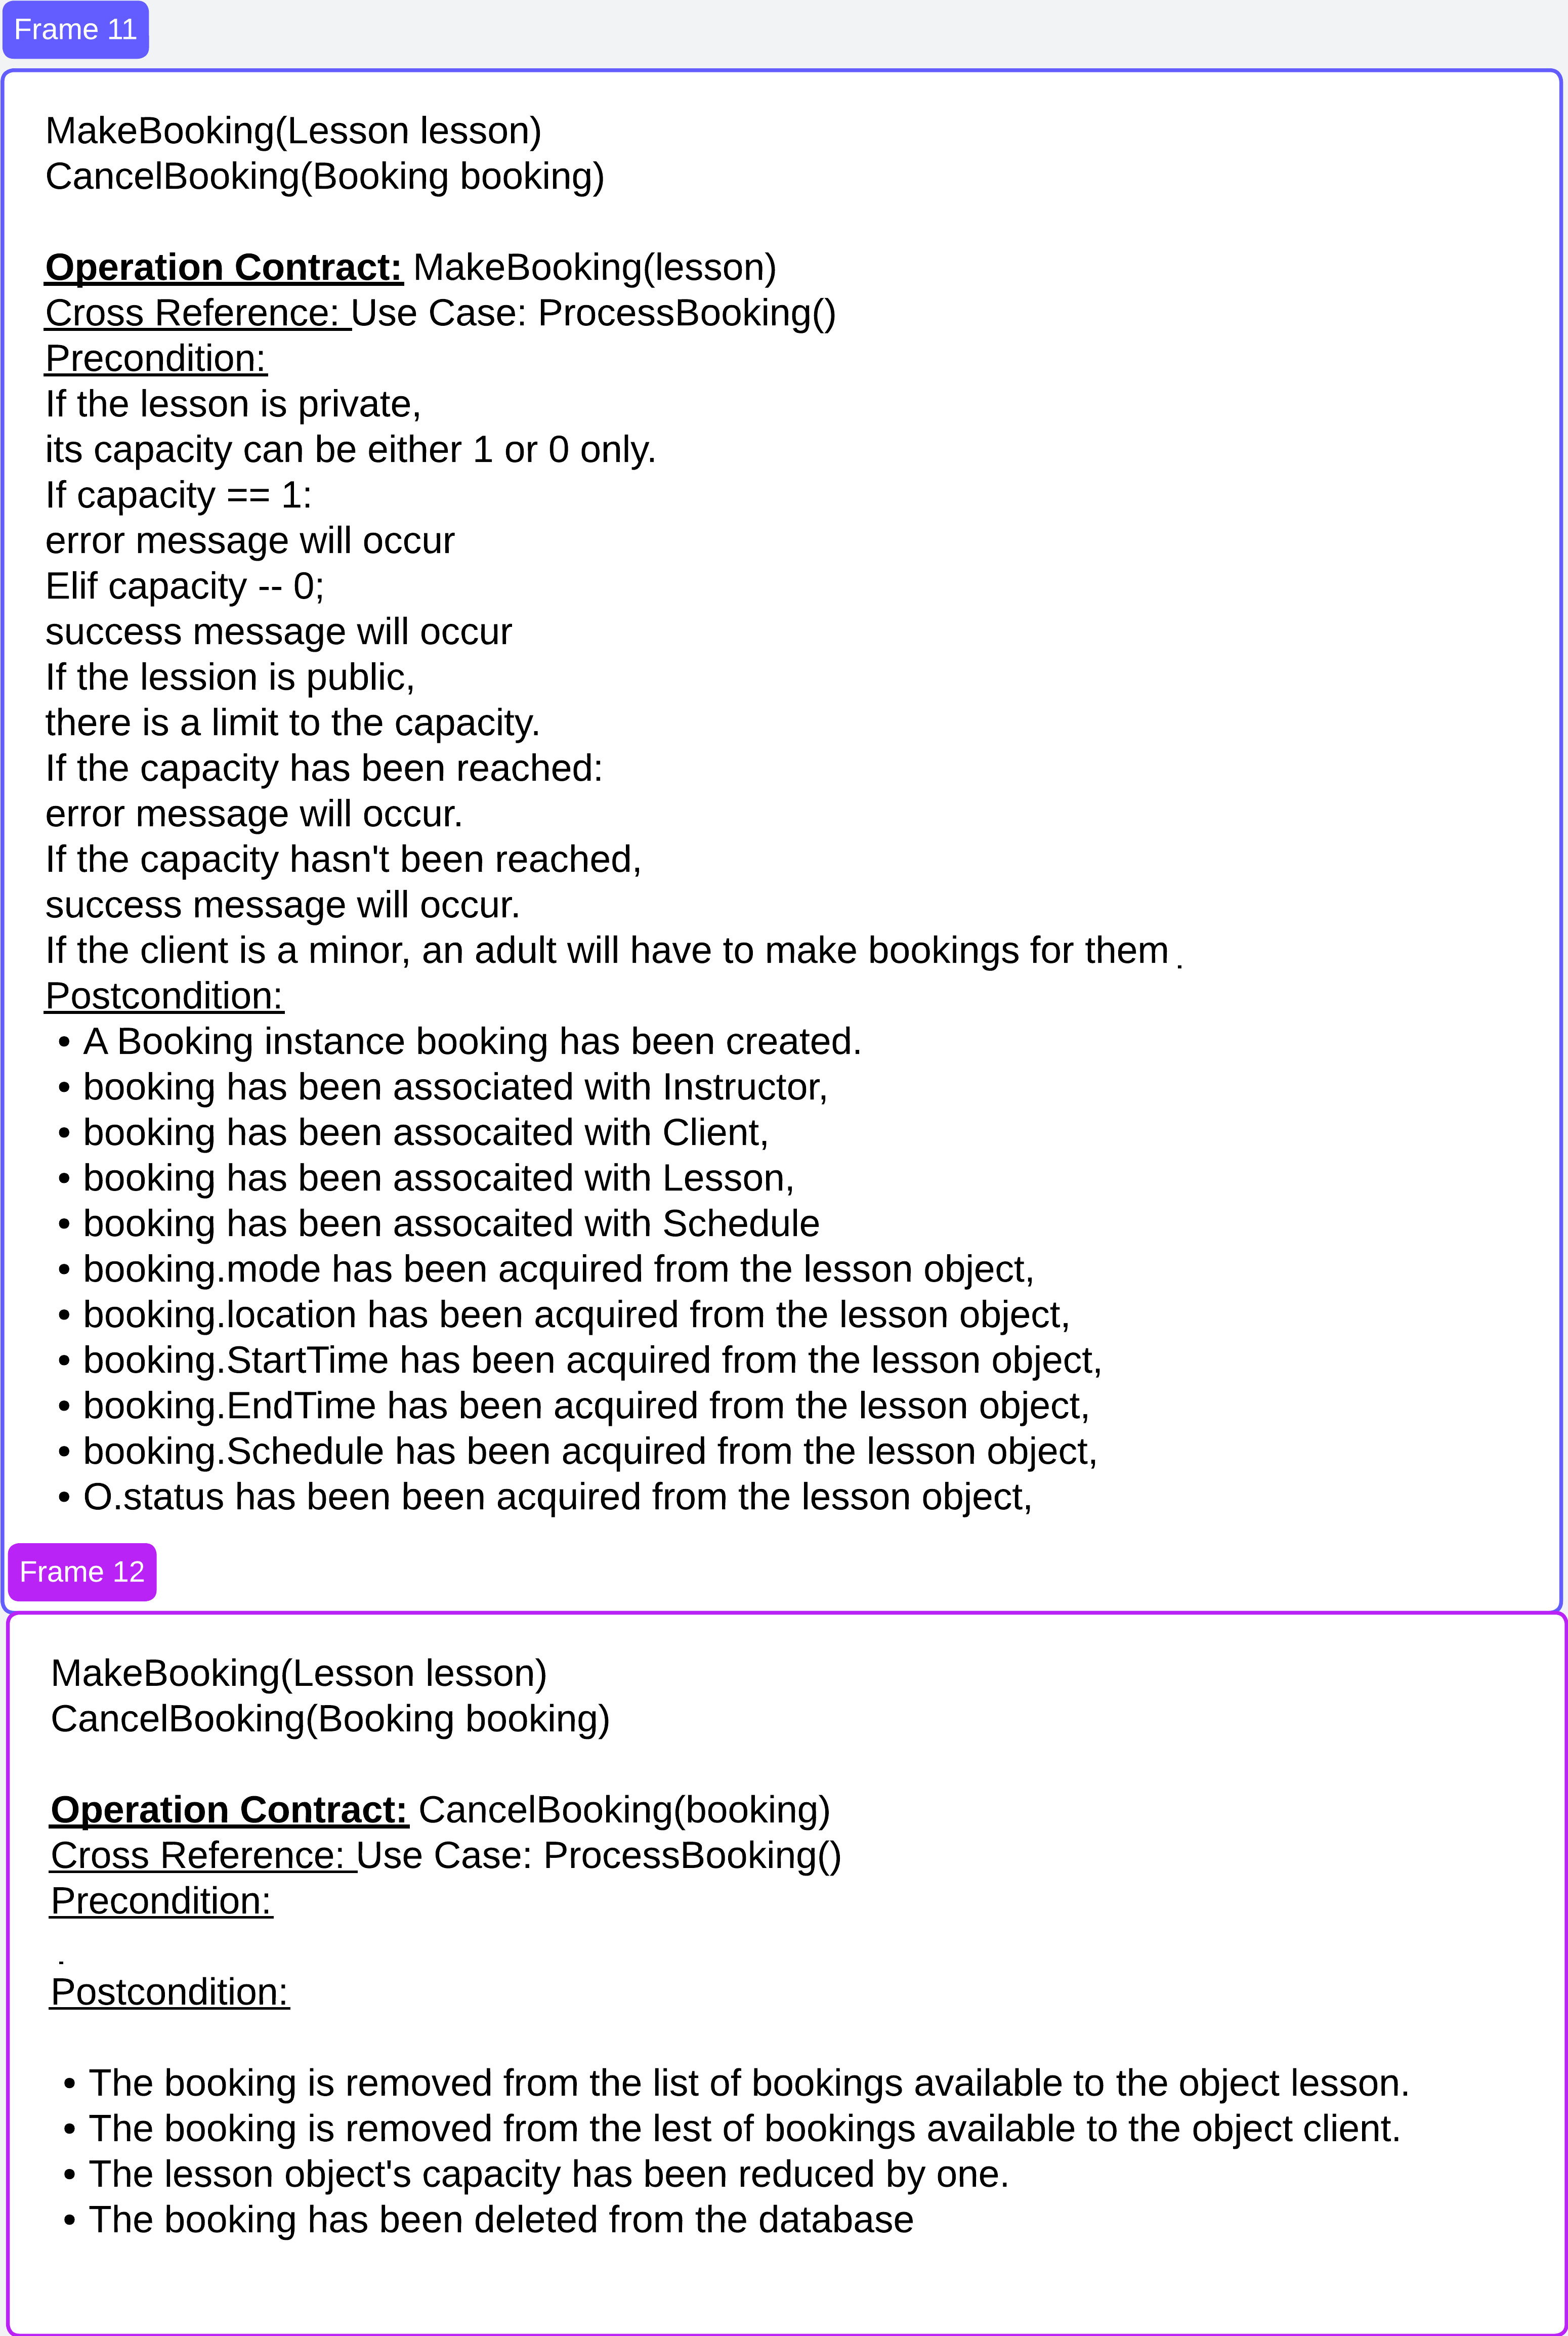 Frame 11
MakeBooking(Lesson lesson)
CancelBooking(Booking booking)
Operation Contract: MakeBooking(lesson)
Cross Reference: Use Case: ProcessBooking()
Precondition:
If the lesson is private,
its capacity can be either 1 or 0 only.
If capacity == 1:
error message will occur
Elif capacity -- 0;
success message will occur
If the lession is public,
there is a limit to the capacity.
If the capacity has been reached:
error message will occur.
If the capacity hasn't been reached,
success message will occur.
If the client is a minor, an adult will have to make bookings for them .
Postcondition:
• A Booking instance booking has been created.
• booking has been associated with Instructor,
• booking has been assocaited with Client,
• booking has been assocaited with Lesson,
• booking has been assocaited with Schedule
• booking.mode has been acquired from the lesson object,
• booking.location has been acquired from the lesson object,
• booking.StartTime has been acquired from the lesson object,
• booking.EndTime has been acquired from the lesson object,
• booking.Schedule has been acquired from the lesson object,
• O.status has been been acquired from the lesson object,
Frame 12
MakeBooking(Lesson lesson)
CancelBooking(Booking booking)
Operation Contract: CancelBooking(booking)
Cross Reference: Use Case: ProcessBooking()
Precondition:
.
Postcondition:
• The booking is removed from the list of bookings available to the object lesson.
• The booking is removed from the lest of bookings available to the object client.
• The lesson object's capacity has been reduced by one.
• The booking has been deleted from the database